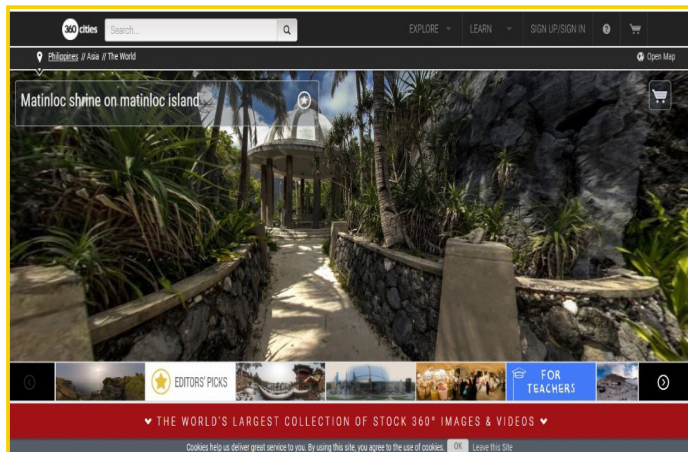 360 cities
Search...
EXPLORE
LEARN
SIGN UP/SIGN IN
?
Philippines // Asia // The World
Open Map
Matinloc shrine on matinloc island
EDITORS' PICKS
FOR
TEACHERS
♥ THE WORLD'S LARGEST COLLECTION OF STOCK 360° IMAGES & VIDEOS ♥
Cookies help us deliver great service to you. By using this site, you agree to the use of cookies. OK Leave this Site